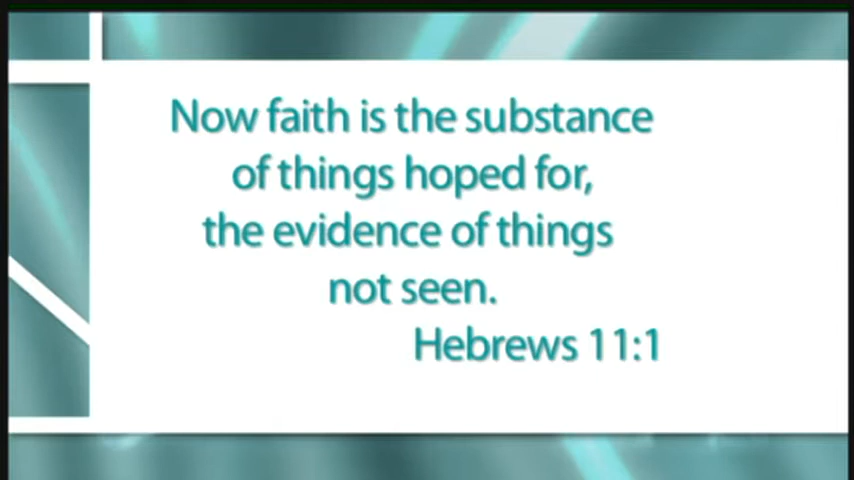 Now faith is the substance
of things hoped for,
the evidence of things
not seen.
Hebrews 11:1